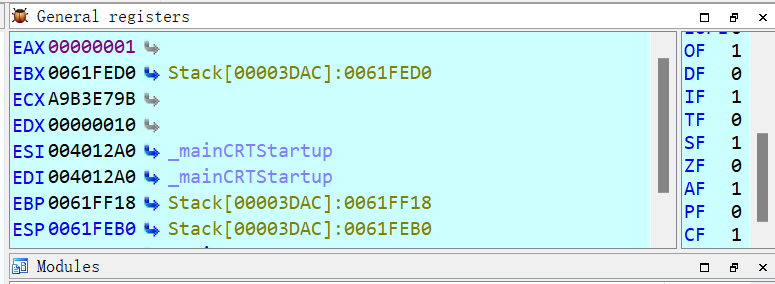 General registers
EAX 00000001
EBX 0061FED0 Stack[00003DAC]:0061FED0
ECX A9B3E79B
EDX 00000010
ESI 004012A0 _mainCRTStartup
EDI 004012A0 _mainCRTStartup
EBP 0061FF18 Stack[00003DAC]:0061FF18
ESP 0061FEB0 Stack[00003DAC]:0061FEB0
OF 1
DF 0
IF 1
TF 0
SF 1
ZF 0
AF 1
PF 0
CF 1
Modules